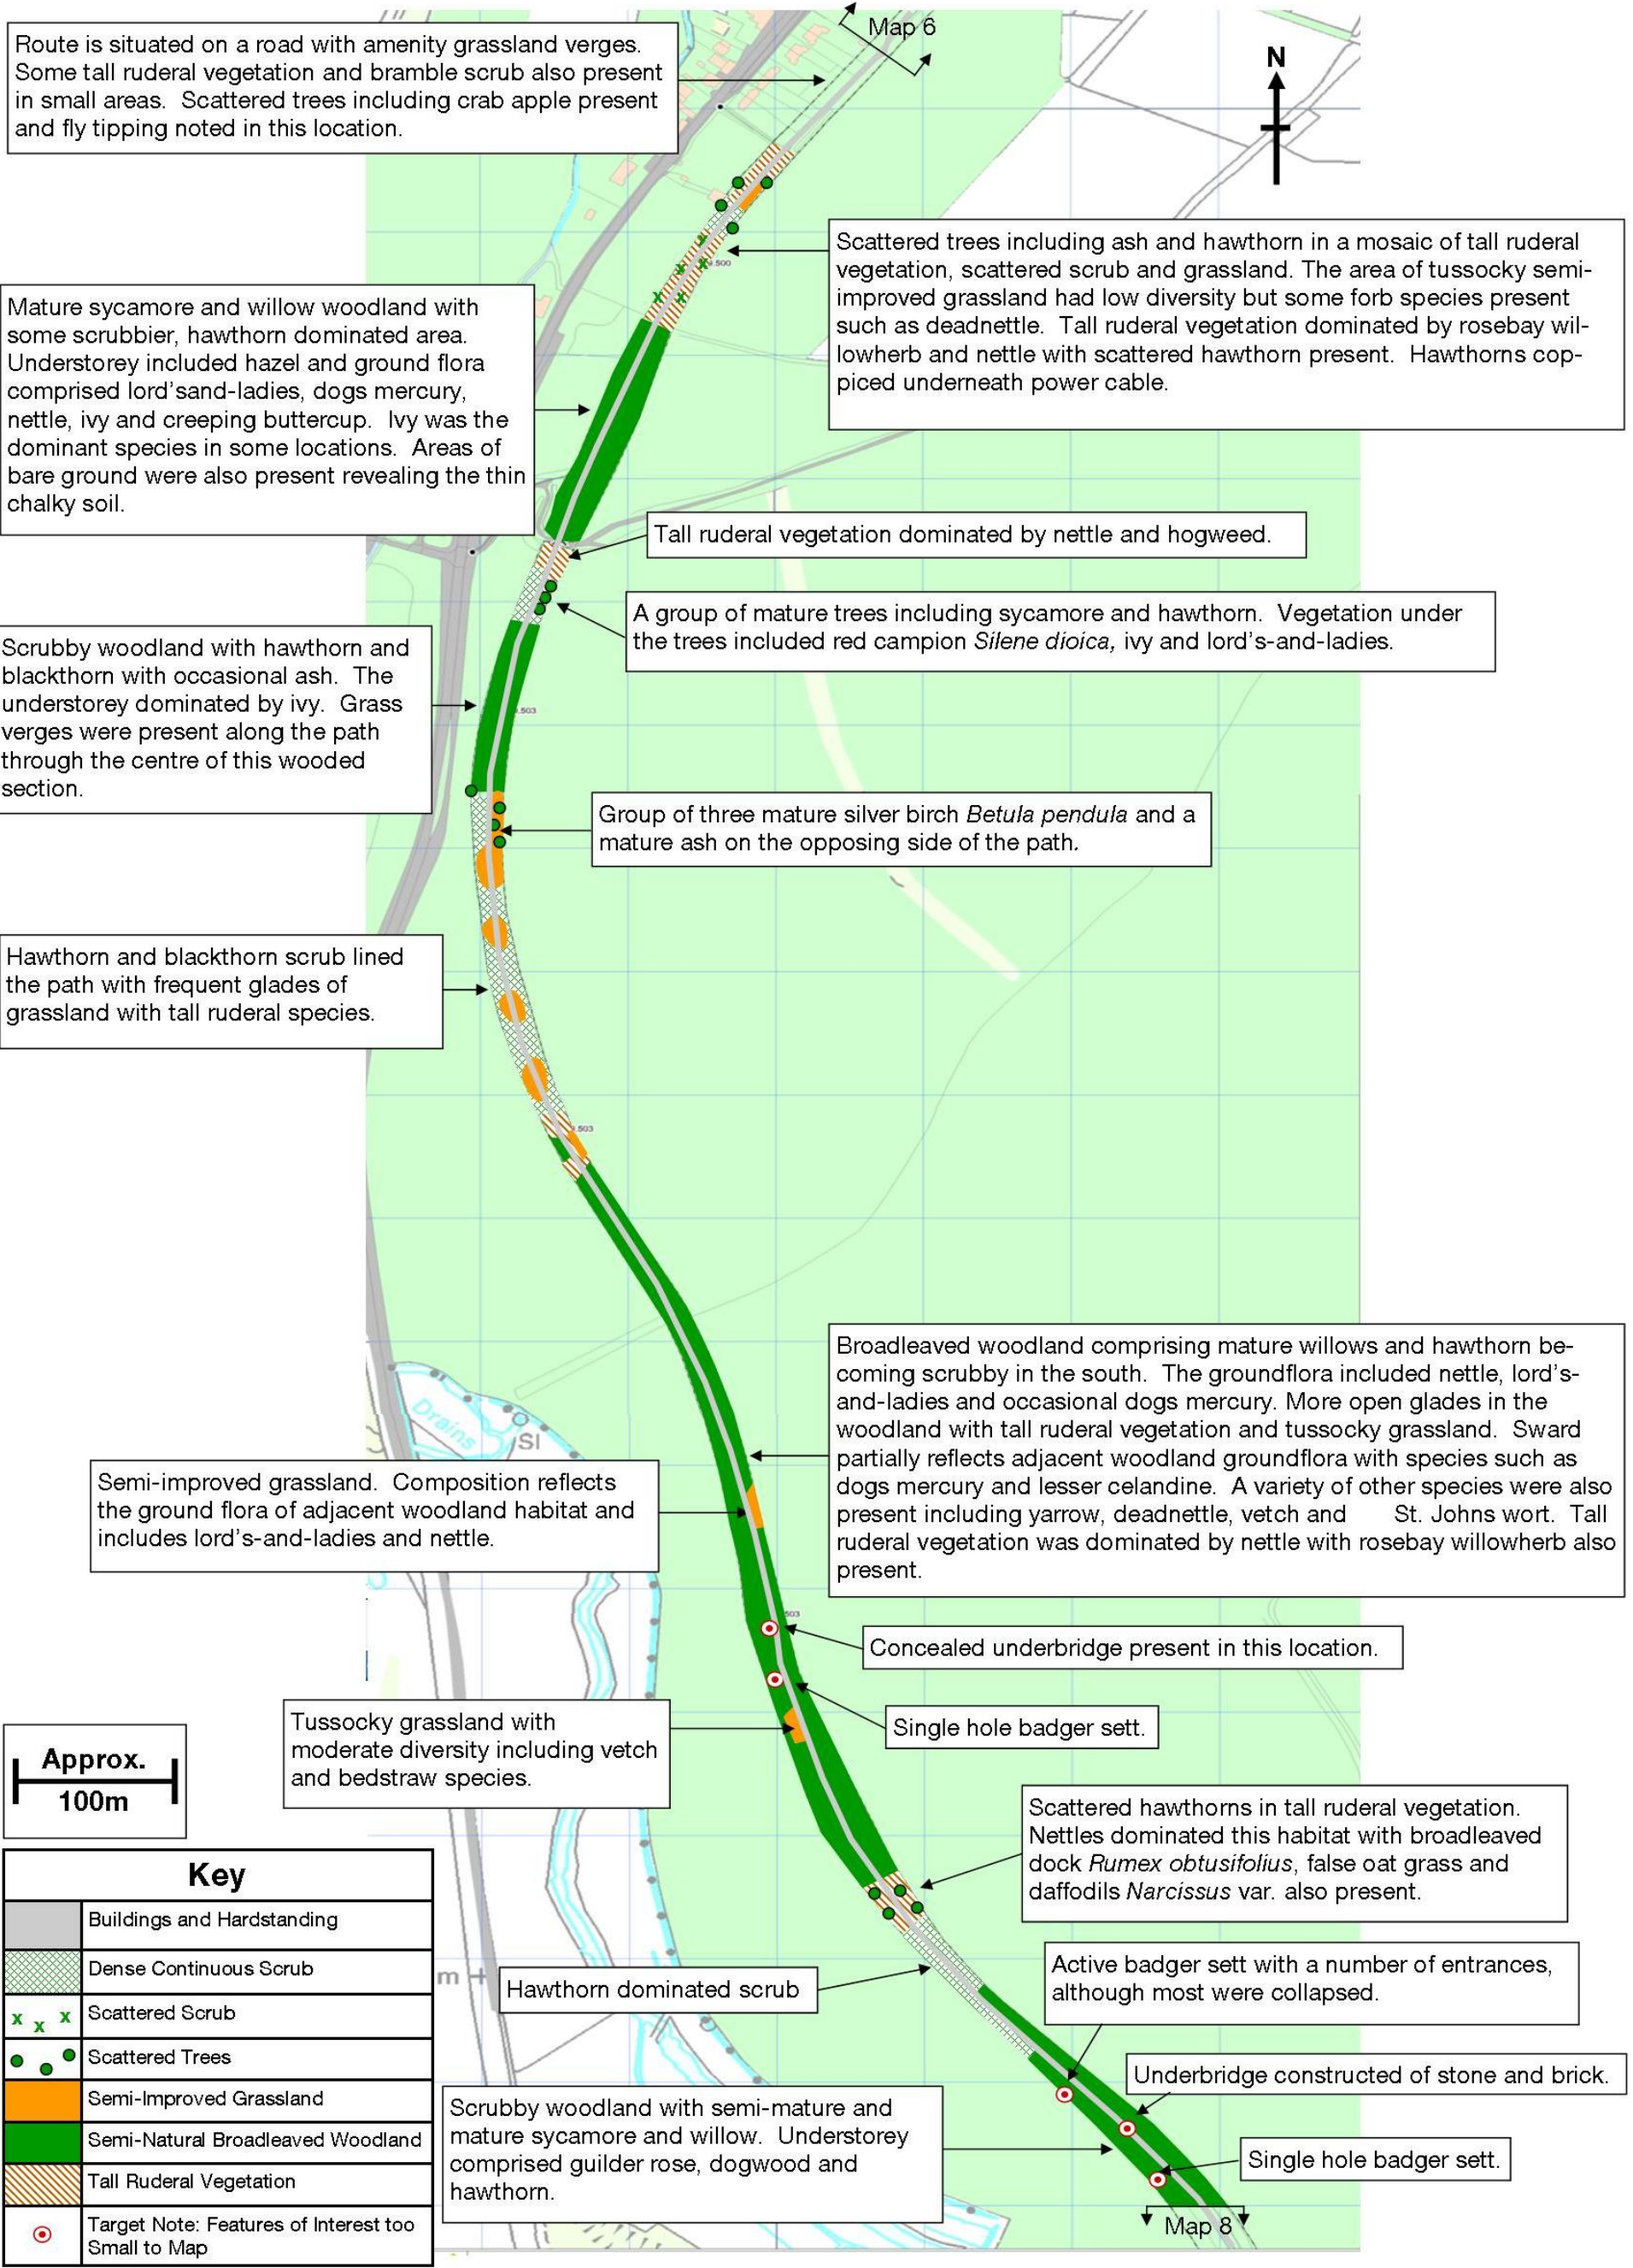 Map 6
N
Route is situated on a road with amenity grassland verges.
Some tall ruderal vegetation and bramble scrub also present
in small areas.  Scattered trees including crab apple present
and fly tipping noted in this location.
Scattered trees including ash and hawthorn in a mosaic of tall ruderal
vegetation, scattered scrub and grassland. The area of tussocky semi-
improved grassland had low diversity but some forb species present
such as deadnettle.  Tall ruderal vegetation dominated by rosebay wil-
lowherb and nettle with scattered hawthorn present.  Hawthorns cop-
piced underneath power cable.
Mature sycamore and willow woodland with
some scrubbier, hawthorn dominated area.
Understorey included hazel and ground flora
comprised lord'sand-ladies, dogs mercury,
nettle, ivy and creeping buttercup.  Ivy was the
dominant species in some locations.  Areas of
bare ground were also present revealing the thin
chalky soil.
Tall ruderal vegetation dominated by nettle and hogweed.
A group of mature trees including sycamore and hawthorn.  Vegetation under
the trees included red campion Silene dioica, ivy and lord's-and-ladies.
Scrubby woodland with hawthorn and
blackthorn with occasional ash.  The
understorey dominated by ivy.  Grass
verges were present along the path
through the centre of this wooded
section.
Group of three mature silver birch Betula pendula and a
mature ash on the opposing side of the path.
Hawthorn and blackthorn scrub lined
the path with frequent glades of
grassland with tall ruderal species.
Broadleaved woodland comprising mature willows and hawthorn be-
coming scrubby in the south.  The groundflora included nettle, lord's-
and-ladies and occasional dogs mercury. More open glades in the
woodland with tall ruderal vegetation and tussocky grassland.  Sward
partially reflects adjacent woodland groundflora with species such as
dogs mercury and lesser celandine.  A variety of other species were also
present including yarrow, deadnettle, vetch and      St. Johns wort.  Tall
ruderal vegetation was dominated by nettle with rosebay willowherb also
present.
Drains
SI
Semi-improved grassland.  Composition reflects
the ground flora of adjacent woodland habitat and
includes lord's-and-ladies and nettle.
Concealed underbridge present in this location.
Single hole badger sett.
Tussocky grassland with
moderate diversity including vetch
and bedstraw species.
Approx.
100m
Scattered hawthorns in tall ruderal vegetation.
Nettles dominated this habitat with broadleaved
dock Rumex obtusifolius, false oat grass and
daffodils Narcissus var. also present.
m
Hawthorn dominated scrub
Active badger sett with a number of entrances,
although most were collapsed.
Underbridge constructed of stone and brick.
Scrubby woodland with semi-mature and
mature sycamore and willow.  Understorey
comprised guilder rose, dogwood and
hawthorn.
Single hole badger sett.
Map 8
Key
Buildings and Hardstanding
Dense Continuous Scrub
Scattered Scrub
Scattered Trees
Semi-Improved Grassland
Semi-Natural Broadleaved Woodland
Tall Ruderal Vegetation
Target Note: Features of Interest too
Small to Map